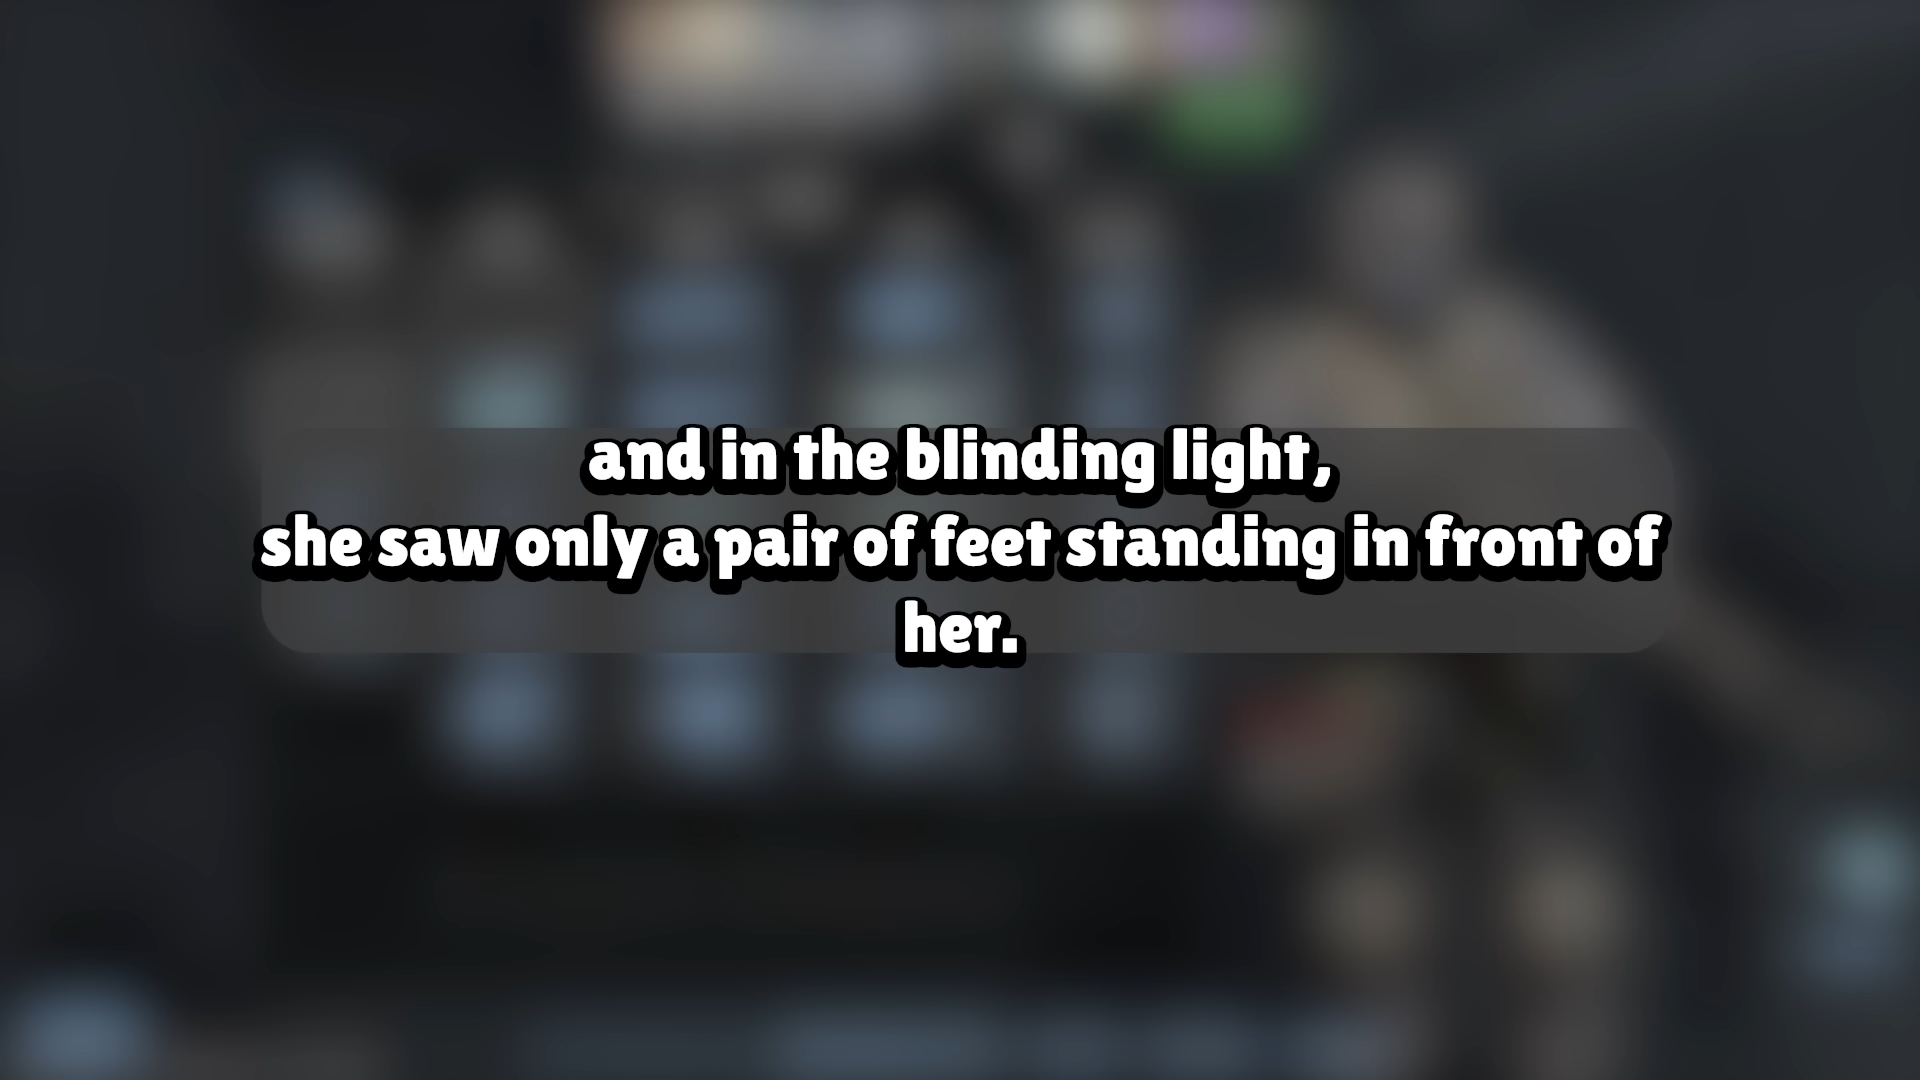 and in the blinding light,
she saw only a pair of feet standing in front of
her.